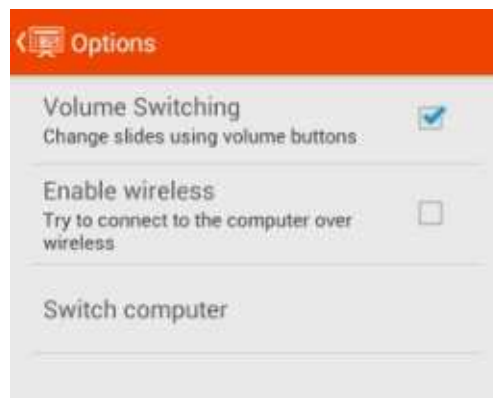 Options
Volume Switching
Change slides using volume buttons
Enable wireless
Try to connect to the computer over
wireless
Switch computer